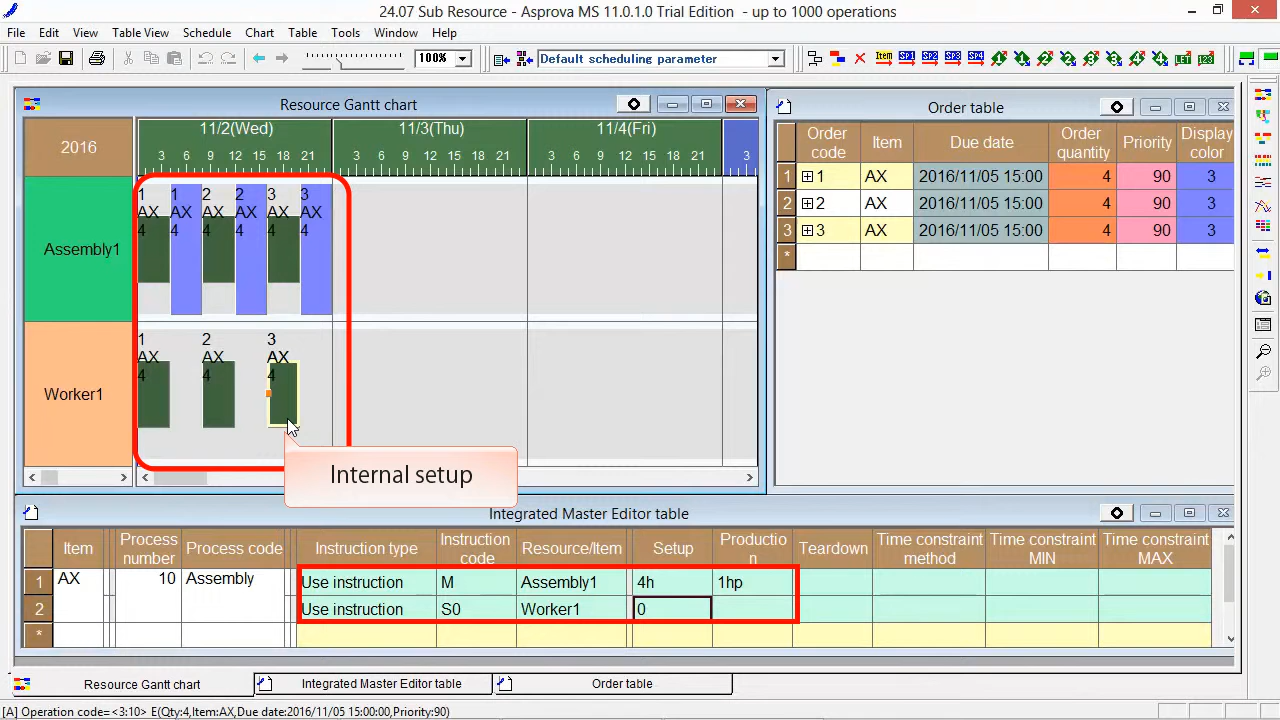 24.07 Sub Resource - Asprova MS 11.0.1.0 Trial Edition - up to 1000 operations
File Edit View Table View Schedule Chart Table Tools Window Help
100% Default scheduling parameter Item SP1 SP2 SP3 SP4 LET
Resource Gantt chart
2016 11/2(Wed) 11/3(Thu) 11/4(Fri)
3 6 9 12 15 18 21 3 6 9 12 15 18 21 3 6 9 12 15 18 21 3
Assembly1
1 1 2 2 3 3
AX AX AX AX AX AX
4 4 4 4 4 4
Worker1
1 2 3
AX AX AX
4 4 4
Internal setup
Order table
Order code Item Due date Order quantity Priority Display color
1 1 AX 2016/11/05 15:00 4 90 3
2 2 AX 2016/11/05 15:00 4 90 3
3 3 AX 2016/11/05 15:00 4 90 3
*
Integrated Master Editor table
Item Process number Process code Instruction type Instruction code Resource/Item Setup Production Teardown Time constraint method Time constraint MIN Time constraint MAX
1 AX 10 Assembly Use instruction M Assembly1 4h 1hp
2 Use instruction S0 Worker1 0
*
Resource Gantt chart Integrated Master Editor table Order table
[A] Operation code=<3:10> E(Qty:4,Item:AX,Due date:2016/11/05 15:00:00,Priority:90)